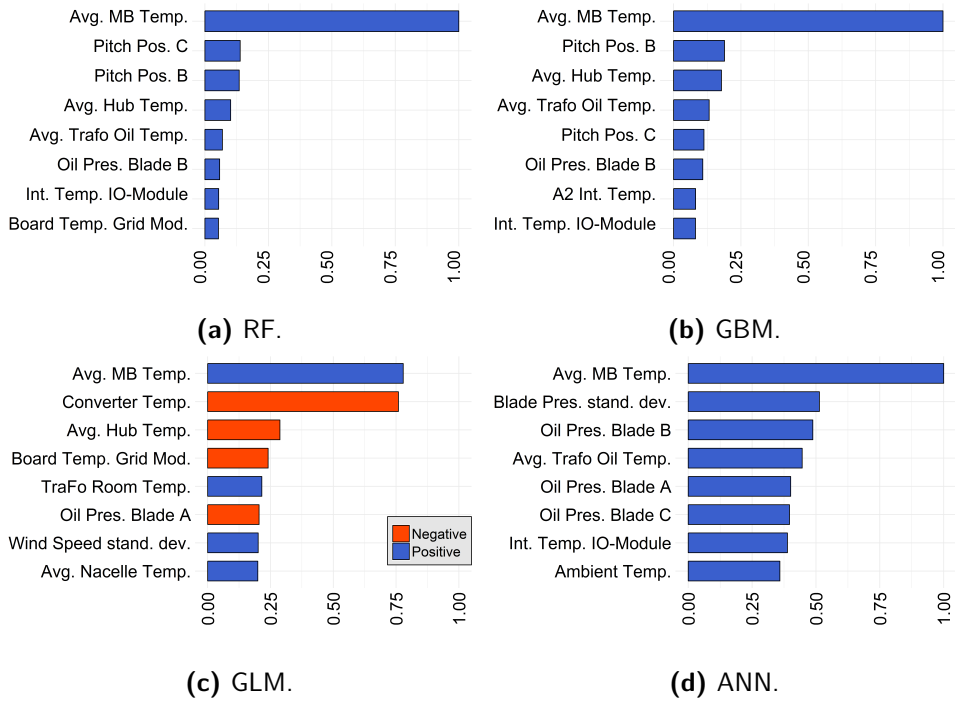 Avg. MB Temp.
Pitch Pos. C
Pitch Pos. B
Avg. Hub Temp.
Avg. Trafo Oil Temp.
Oil Pres. Blade B
Int. Temp. IO-Module
Board Temp. Grid Mod.
0.00
0.25
0.50
0.75
1.00
(a) RF.
Avg. MB Temp.
Pitch Pos. B
Avg. Hub Temp.
Avg. Trafo Oil Temp.
Pitch Pos. C
Oil Pres. Blade B
A2 Int. Temp.
Int. Temp. IO-Module
0.00
0.25
0.50
0.75
1.00
(b) GBM.
Avg. MB Temp.
Converter Temp.
Avg. Hub Temp.
Board Temp. Grid Mod.
TraFo Room Temp.
Oil Pres. Blade A
Wind Speed stand. dev.
Avg. Nacelle Temp.
Negative
Positive
0.00
0.25
0.50
0.75
1.00
(c) GLM.
Avg. MB Temp.
Blade Pres. stand. dev.
Oil Pres. Blade B
Avg. Trafo Oil Temp.
Oil Pres. Blade A
Oil Pres. Blade C
Int. Temp. IO-Module
Ambient Temp.
0.00
0.25
0.50
0.75
1.00
(d) ANN.